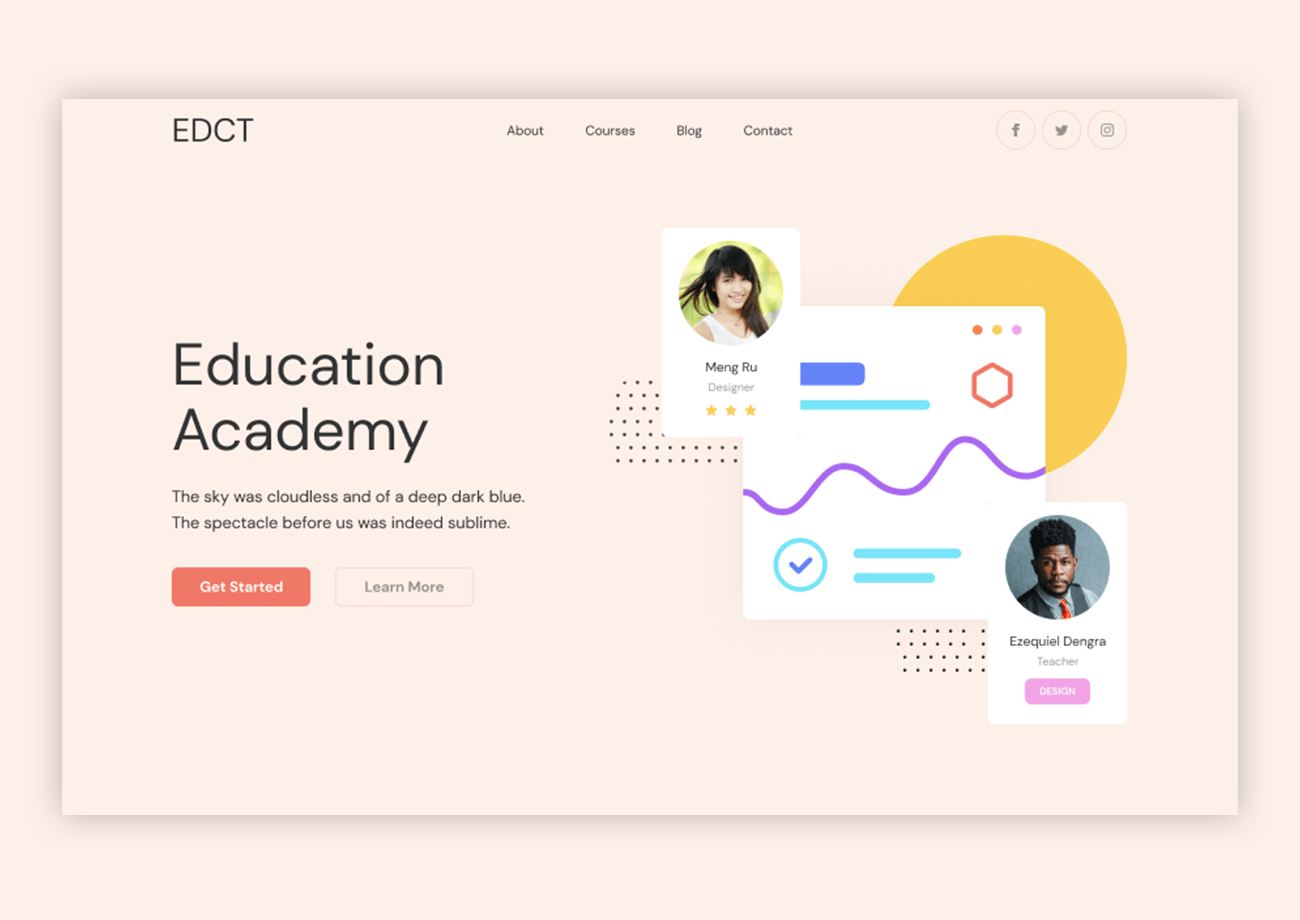 EDCT
About
Courses
Blog
Contact
Education
Academy
The sky was cloudless and of a deep dark blue.
The spectacle before us was indeed sublime.
Get Started
Learn More
Meng Ru
Designer
Ezequiel Dengra
Teacher
DESIGN